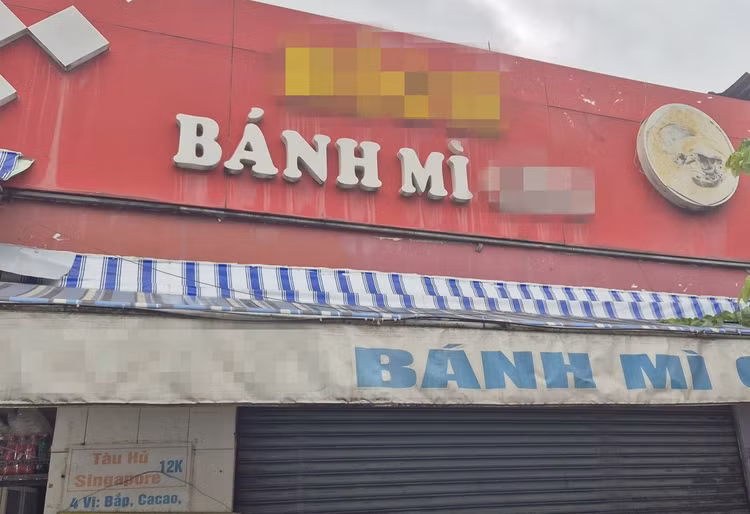 BÁNH MÌ
BÁNH MÌ
Tàu Hủ
Singapore 12K
4 Vị: Bắp, Cacao,